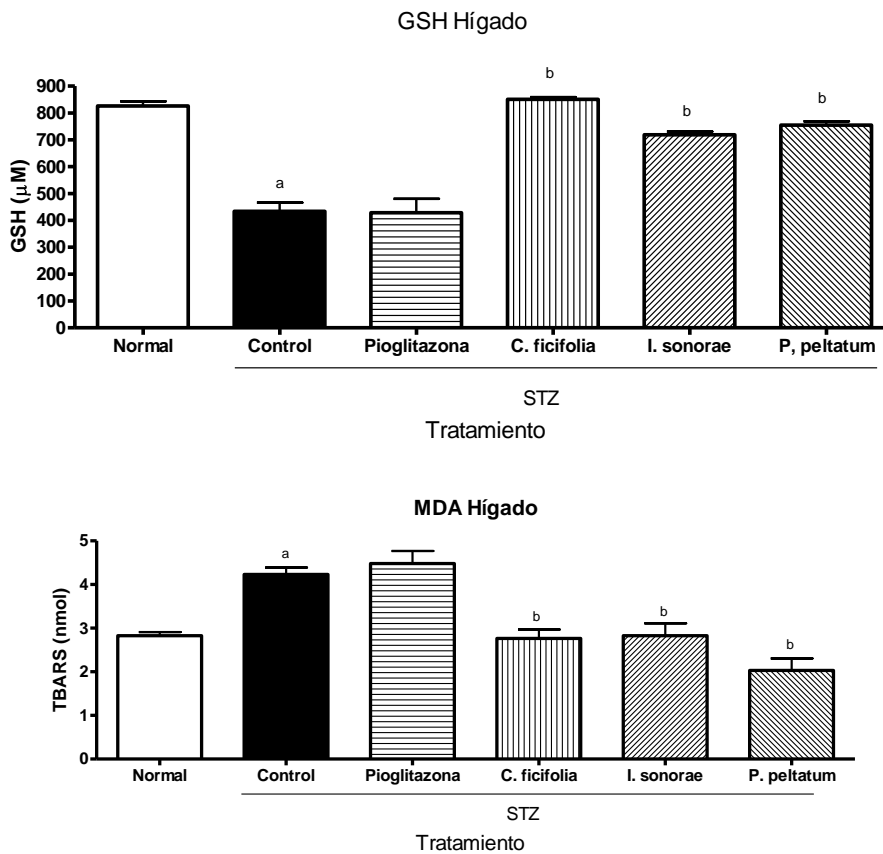 GSH Hígado
b
b
b
a
900
800
700
600
500
400
300
200
100
0
GSH (µM)
Normal Control Pioglitazona C. ficifolia I. sonorae P, peltatum
STZ
Tratamiento
MDA Hígado
a
b
b
b
5
4
3
2
1
0
TBARS (nmol)
Normal Control Pioglitazona C. ficifolia I. sonorae P. peltatum
STZ
Tratamiento